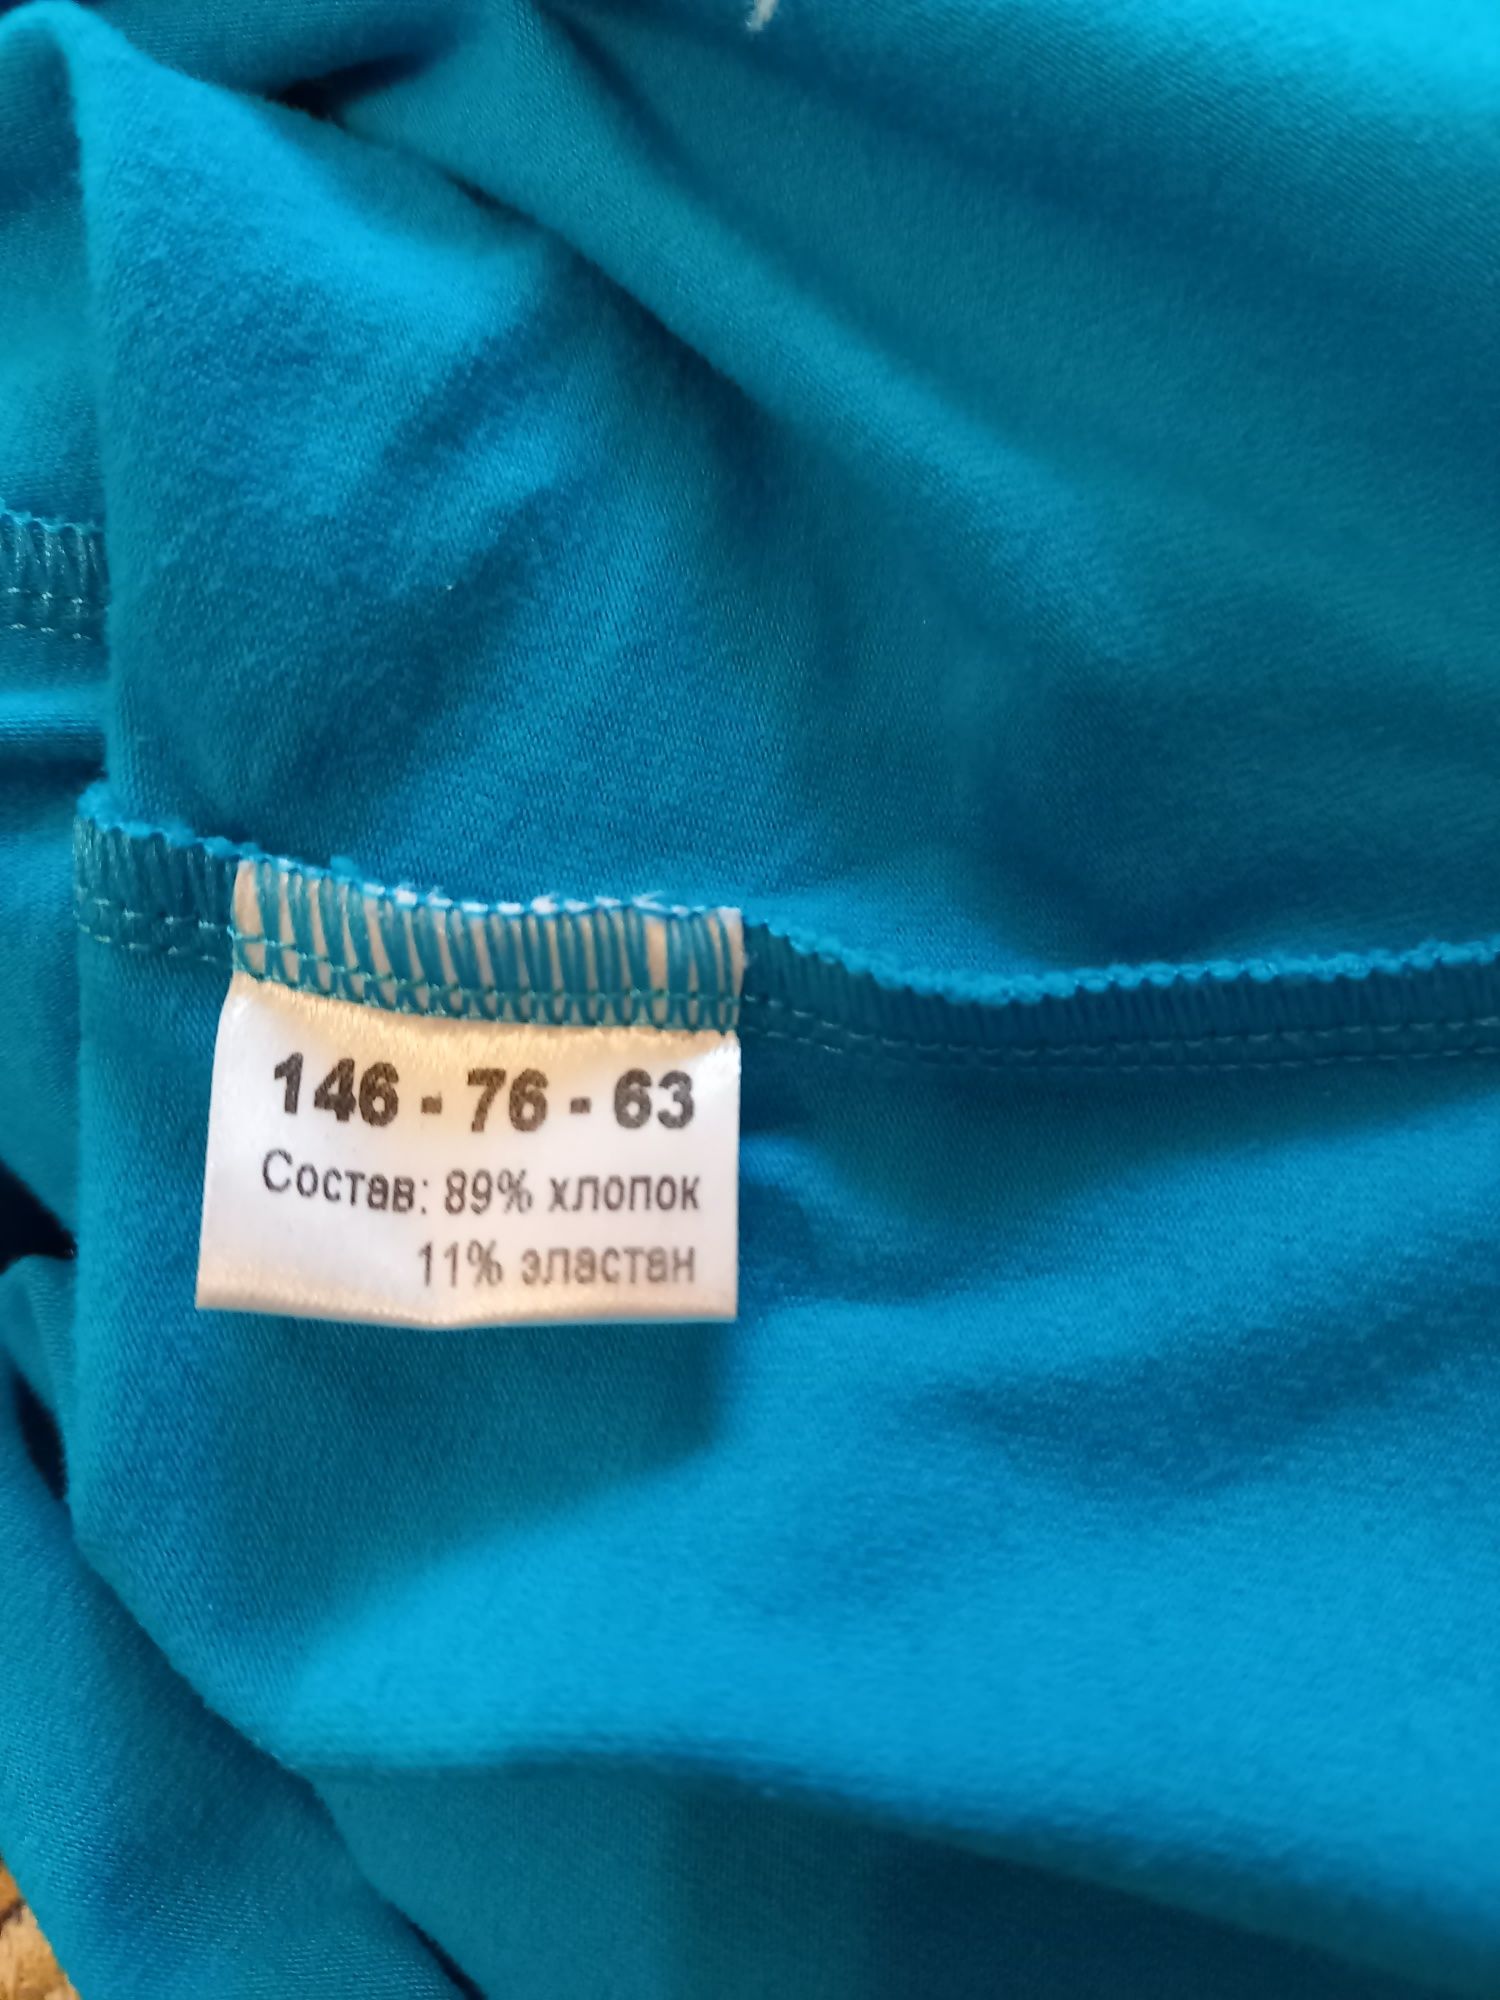 146 - 76 - 63
Состав: 89% хлопок
11% эластан